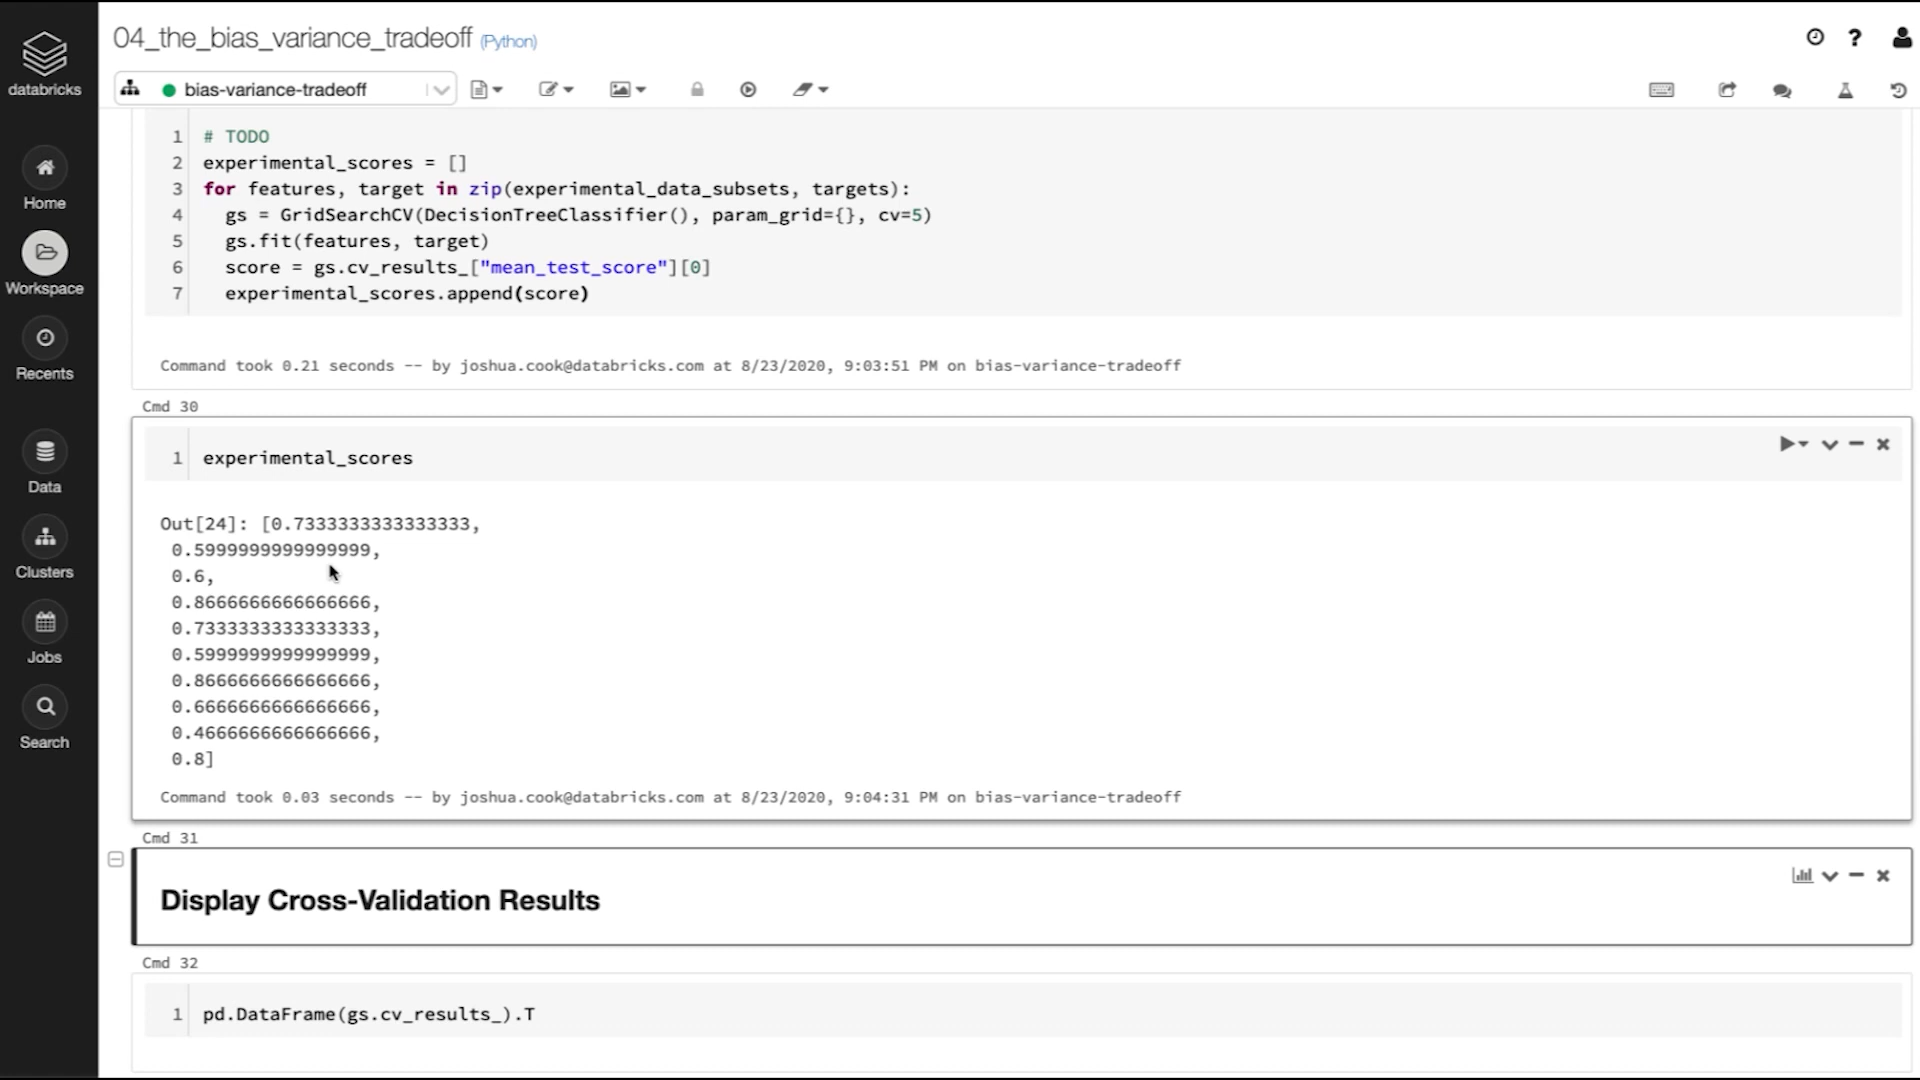 databricks
Home
Workspace
Recents
Data
Clusters
Jobs
Search
04_the_bias_variance_tradeoff (Python)
?
bias-variance-tradeoff
1 # TODO
2 experimental_scores = []
3 for features, target in zip(experimental_data_subsets, targets):
4 gs = GridSearchCV(DecisionTreeClassifier(), param_grid={}, cv=5)
5 gs.fit(features, target)
6 score = gs.cv_results_["mean_test_score"][0]
7 experimental_scores.append(score)
Command took 0.21 seconds -- by joshua.cook@databricks.com at 8/23/2020, 9:03:51 PM on bias-variance-tradeoff
Cmd 30
1 experimental_scores
Out[24]: [0.7333333333333333,
0.5999999999999999,
0.6,
0.8666666666666666,
0.7333333333333333,
0.5999999999999999,
0.8666666666666666,
0.6666666666666666,
0.4666666666666666,
0.8]
Command took 0.03 seconds -- by joshua.cook@databricks.com at 8/23/2020, 9:04:31 PM on bias-variance-tradeoff
Cmd 31
Display Cross-Validation Results
Cmd 32
1 pd.DataFrame(gs.cv_results_).T